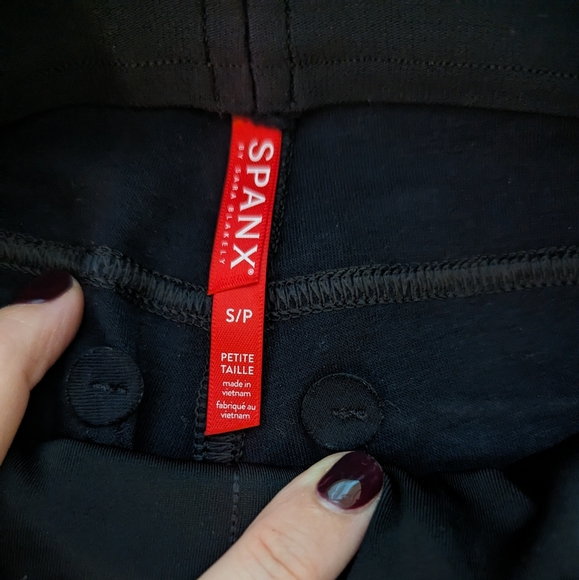 SPANX®
BY SARA BLAKELY
S/P
PETITE
TAILLE
made in
vietnam
fabriqué au
vietnam